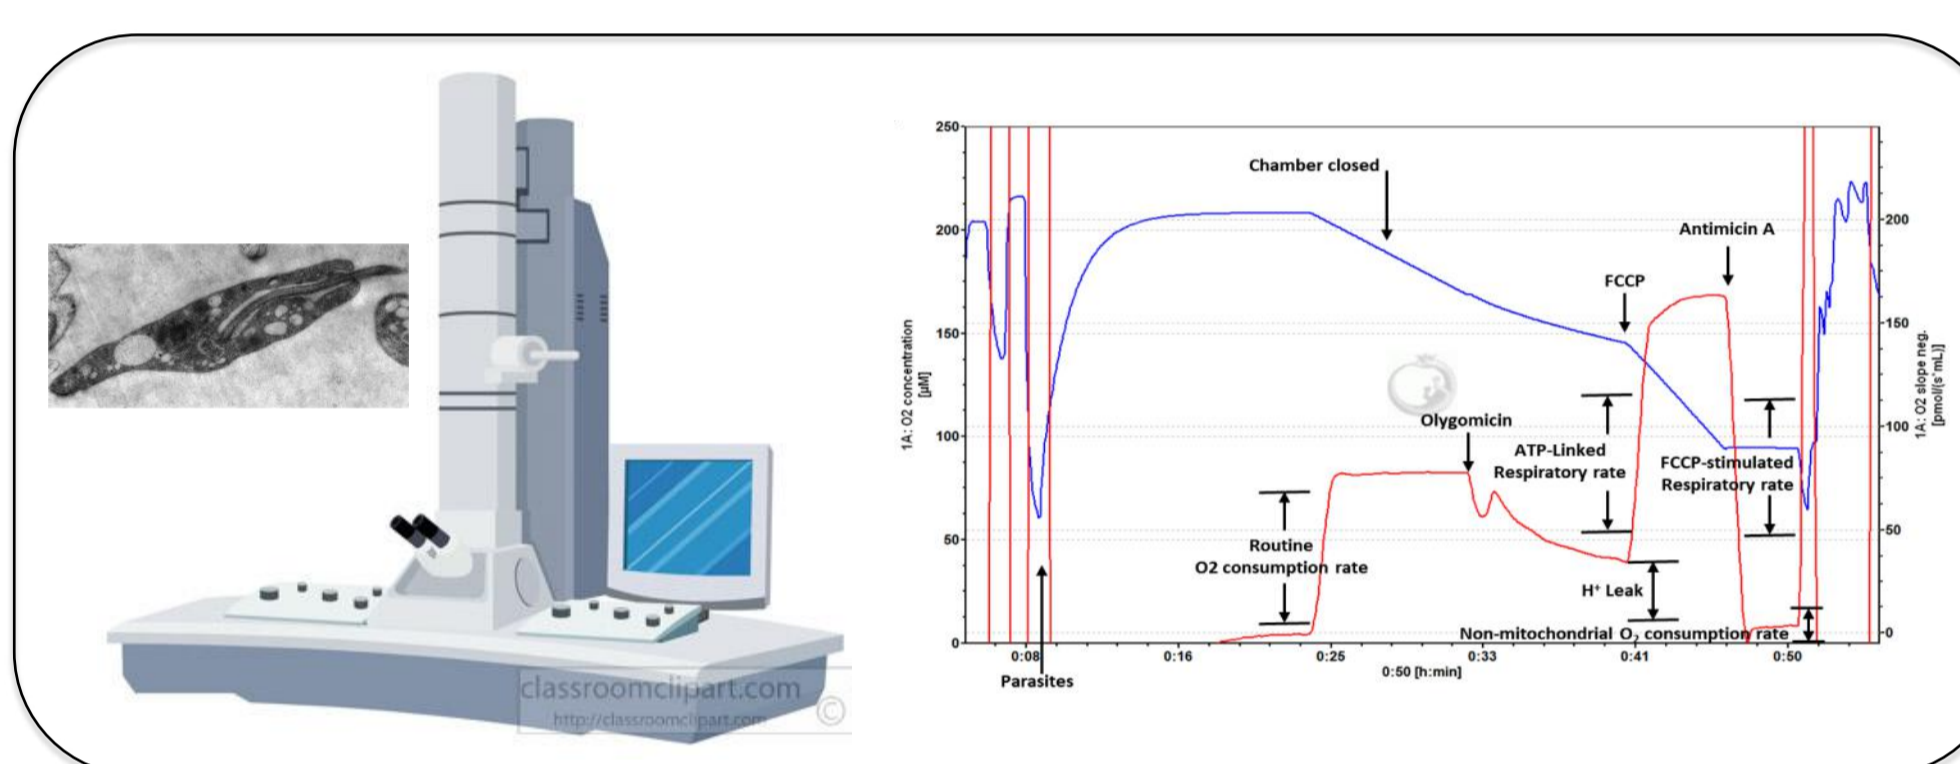 classroomclipart.com
http://classroomclipart.com
©
250
200
150
100
50
0
1A: O2 concentration
[µM]
Chamber closed
Antimicin A
FCCP
Olygomicin
ATP-Linked
Respiratory rate
FCCP-stimulated
Respiratory rate
Routine
O2 consumption rate
H⁺ Leak
Non-mitochondrial O₂ consumption rate
Parasites
200
150
100
50
0
1A: O2 slope neg.
[pmol/(s*mL)]
0:08
0:16
0:25
0:33
0:41
0:50
0:50 [h:min]